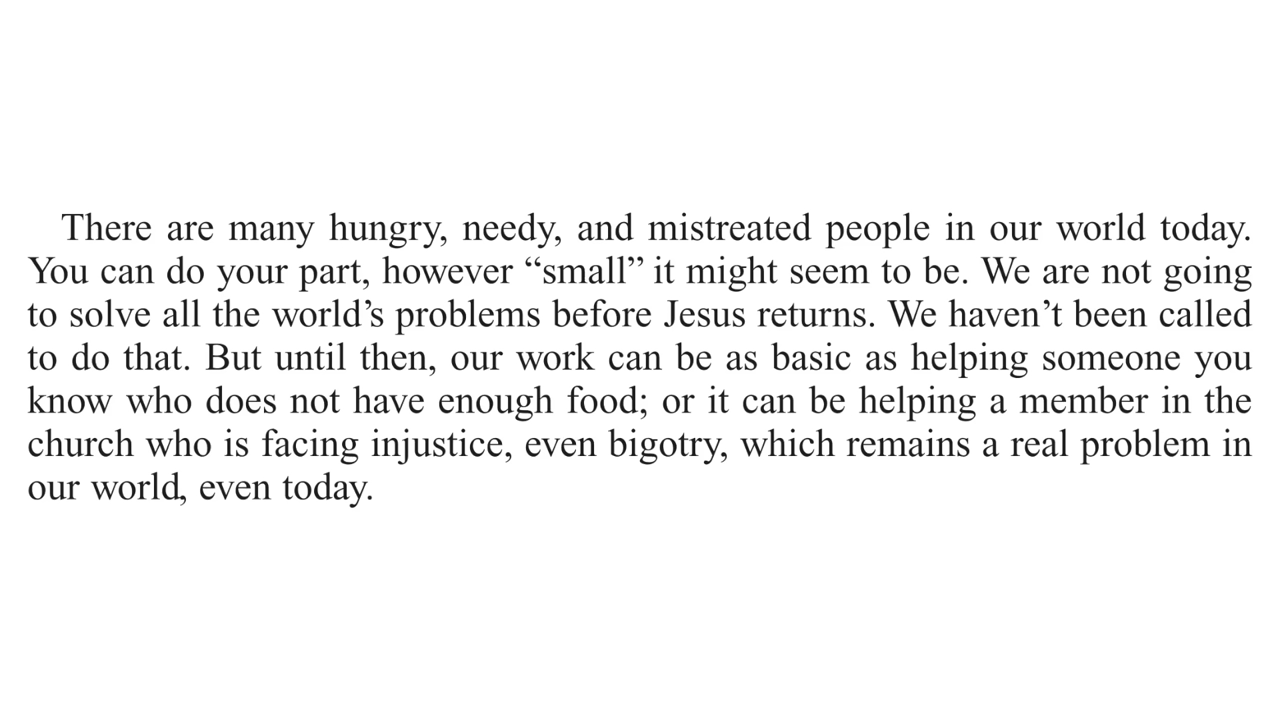 There are many hungry, needy, and mistreated people in our world today.
You can do your part, however “small” it might seem to be. We are not going
to solve all the world’s problems before Jesus returns. We haven’t been called
to do that. But until then, our work can be as basic as helping someone you
know who does not have enough food; or it can be helping a member in the
church who is facing injustice, even bigotry, which remains a real problem in
our world, even today.